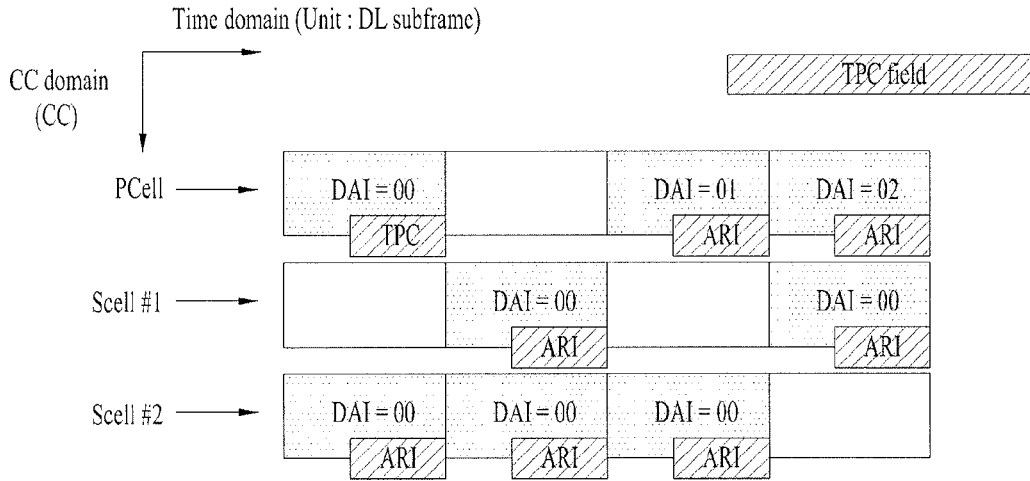 Time domain (Unit : DL subframe)
CC domain
(CC)
TPC field
PCell
DAI = 00
DAI = 01
DAI = 02
TPC
ARI
ARI
Scell #1
DAI = 00
DAI = 00
ARI
ARI
Scell #2
DAI = 00
DAI = 00
DAI = 00
ARI
ARI
ARI